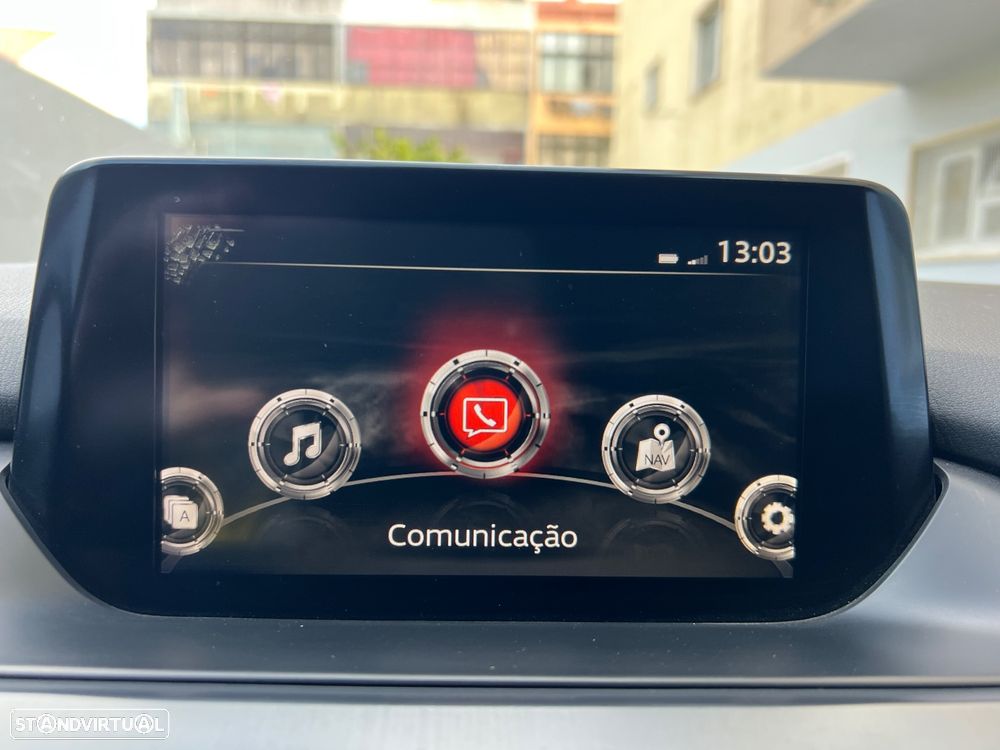 13:03
A
NAV
Comunicação
STANDVIRTUAL